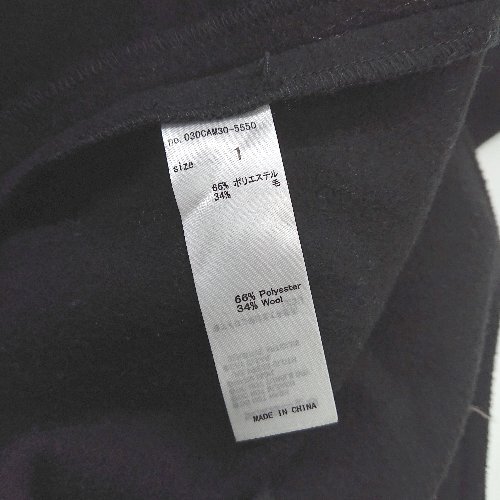 no. 030CAM30-5550
size 1
66% ポリエステル
34% 毛
66% Polyester
34% Wool
MADE IN CHINA